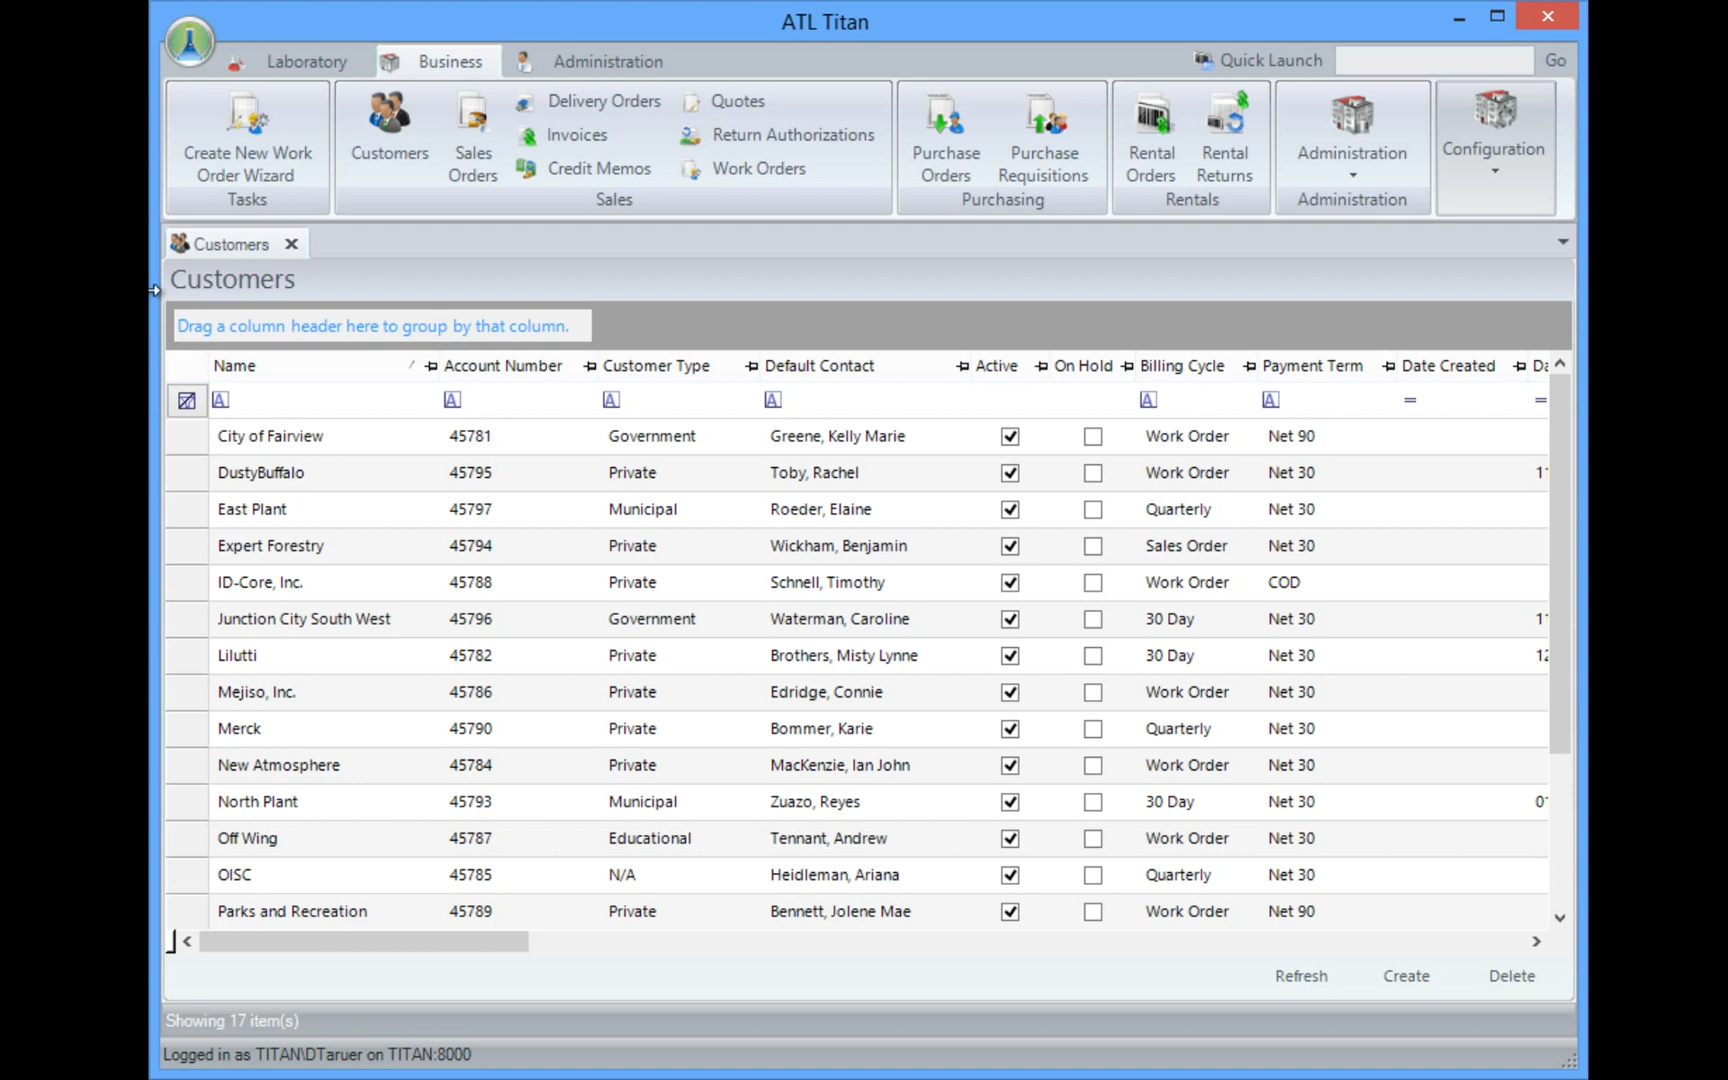 ATL Titan
Laboratory Business Administration Quick Launch Go
Create New Work Order Wizard
Tasks
Customers
Sales Orders
Delivery Orders
Invoices
Credit Memos
Quotes
Return Authorizations
Work Orders
Sales
Purchase Orders
Purchase Requisitions
Purchasing
Rental Orders
Rental Returns
Rentals
Administration
Administration
Configuration
Customers
Customers
Drag a column header here to group by that column.
Name Account Number Customer Type Default Contact Active On Hold Billing Cycle Payment Term Date Created Da
A A A A A A = =
City of Fairview 45781 Government Greene, Kelly Marie Work Order Net 90
DustyBuffalo 45795 Private Toby, Rachel Work Order Net 30 11
East Plant 45797 Municipal Roeder, Elaine Quarterly Net 30
Expert Forestry 45794 Private Wickham, Benjamin Sales Order Net 30
ID-Core, Inc. 45788 Private Schnell, Timothy Work Order COD
Junction City South West 45796 Government Waterman, Caroline 30 Day Net 30 11
Lilutti 45782 Private Brothers, Misty Lynne 30 Day Net 30 12
Mejiso, Inc. 45786 Private Edridge, Connie Work Order Net 30
Merck 45790 Private Bommer, Karie Quarterly Net 30
New Atmosphere 45784 Private MacKenzie, Ian John Work Order Net 30
North Plant 45793 Municipal Zuazo, Reyes 30 Day Net 30 01
Off Wing 45787 Educational Tennant, Andrew Work Order Net 30
OISC 45785 N/A Heidleman, Ariana Quarterly Net 30
Parks and Recreation 45789 Private Bennett, Jolene Mae Work Order Net 90
Refresh Create Delete
Showing 17 item(s)
Logged in as TITAN\DTaruer on TITAN:8000